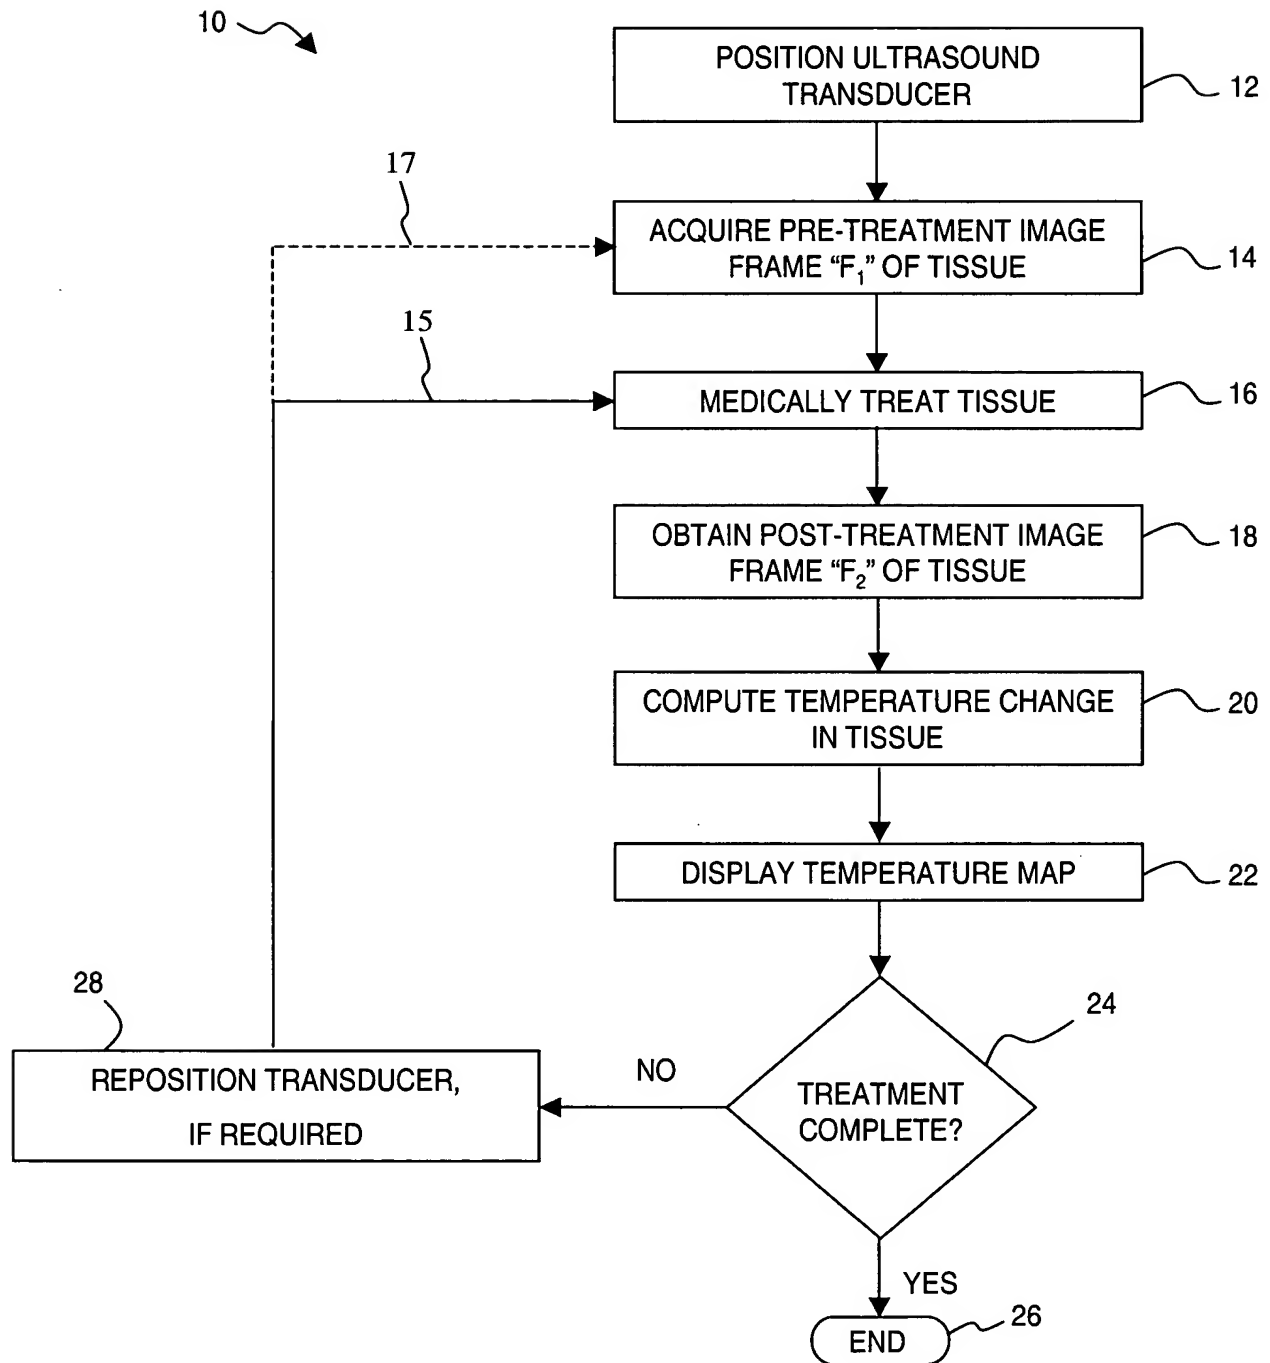 10
POSITION ULTRASOUND
TRANSDUCER
12
17
ACQUIRE PRE-TREATMENT IMAGE
FRAME “F₁” OF TISSUE
14
15
MEDICALLY TREAT TISSUE
16
OBTAIN POST-TREATMENT IMAGE
FRAME “F₂” OF TISSUE
18
COMPUTE TEMPERATURE CHANGE
IN TISSUE
20
DISPLAY TEMPERATURE MAP
22
28
24
REPOSITION TRANSDUCER,
IF REQUIRED
NO
TREATMENT
COMPLETE?
YES
END
26